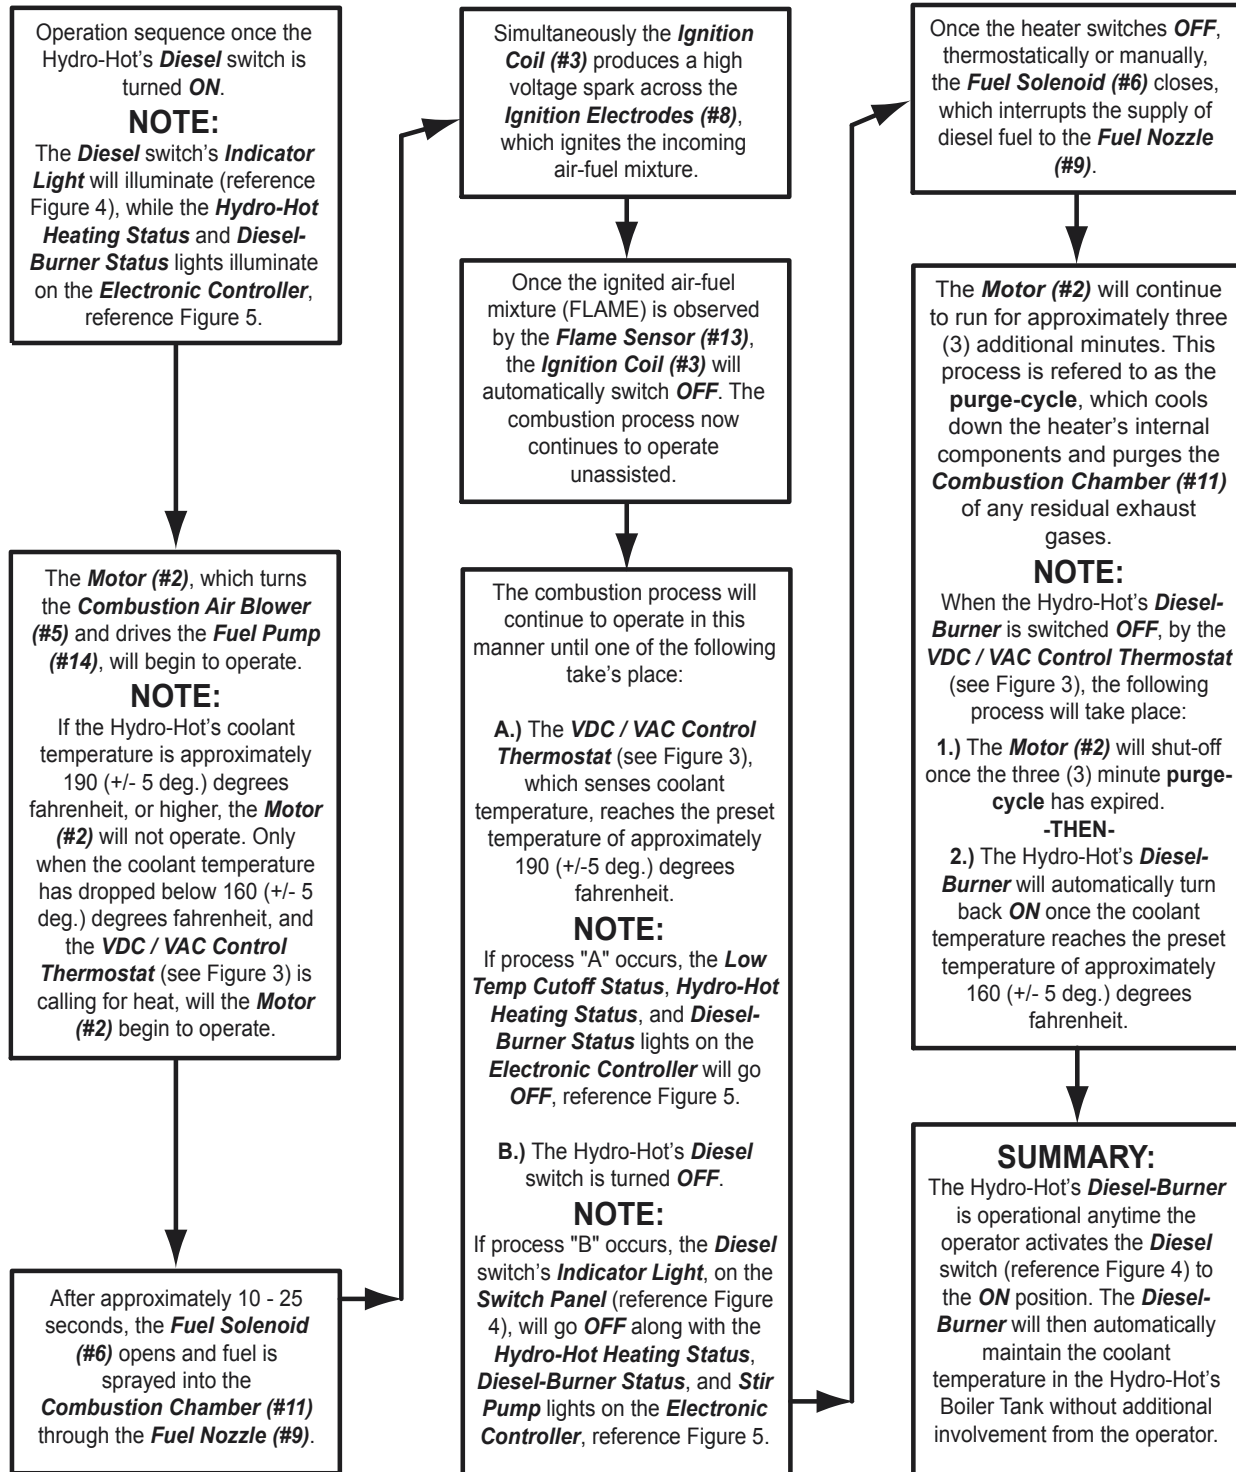 Operation sequence once the
Hydro-Hot's Diesel switch is
turned ON.
NOTE:
The Diesel switch's Indicator
Light will illuminate (reference
Figure 4), while the Hydro-Hot
Heating Status and Diesel-
Burner Status lights illuminate
on the Electronic Controller,
reference Figure 5.
The Motor (#2), which turns
the Combustion Air Blower
(#5) and drives the Fuel Pump
(#14), will begin to operate.
NOTE:
If the Hydro-Hot's coolant
temperature is approximately
190 (+/- 5 deg.) degrees
fahrenheit, or higher, the Motor
(#2) will not operate. Only
when the coolant temperature
has dropped below 160 (+/- 5
deg.) degrees fahrenheit, and
the VDC / VAC Control
Thermostat (see Figure 3) is
calling for heat, will the Motor
(#2) begin to operate.
After approximately 10 - 25
seconds, the Fuel Solenoid
(#6) opens and fuel is
sprayed into the
Combustion Chamber (#11)
through the Fuel Nozzle (#9).
Simultaneously the Ignition
Coil (#3) produces a high
voltage spark across the
Ignition Electrodes (#8),
which ignites the incoming
air-fuel mixture.
Once the ignited air-fuel
mixture (FLAME) is observed
by the Flame Sensor (#13),
the Ignition Coil (#3) will
automatically switch OFF. The
combustion process now
continues to operate
unassisted.
The combustion process will
continue to operate in this
manner until one of the following
take's place:
A.) The VDC / VAC Control
Thermostat (see Figure 3),
which senses coolant
temperature, reaches the preset
temperature of approximately
190 (+/-5 deg.) degrees
fahrenheit.
NOTE:
If process "A" occurs, the Low
Temp Cutoff Status, Hydro-Hot
Heating Status, and Diesel-
Burner Status lights on the
Electronic Controller will go
OFF, reference Figure 5.
B.) The Hydro-Hot's Diesel
switch is turned OFF.
NOTE:
If process "B" occurs, the Diesel
switch's Indicator Light, on the
Switch Panel (reference Figure
4), will go OFF along with the
Hydro-Hot Heating Status,
Diesel-Burner Status, and Stir
Pump lights on the Electronic
Controller, reference Figure 5.
Once the heater switches OFF,
thermostatically or manually,
the Fuel Solenoid (#6) closes,
which interrupts the supply of
diesel fuel to the Fuel Nozzle
(#9).
The Motor (#2) will continue
to run for approximately three
(3) additional minutes. This
process is refered to as the
purge-cycle, which cools
down the heater's internal
components and purges the
Combustion Chamber (#11)
of any residual exhaust
gases.
NOTE:
When the Hydro-Hot's Diesel-
Burner is switched OFF, by the
VDC / VAC Control Thermostat
(see Figure 3), the following
process will take place:
1.) The Motor (#2) will shut-off
once the three (3) minute purge-
cycle has expired.
-THEN-
2.) The Hydro-Hot's Diesel-
Burner will automatically turn
back ON once the coolant
temperature reaches the preset
temperature of approximately
160 (+/- 5 deg.) degrees
fahrenheit.
SUMMARY:
The Hydro-Hot's Diesel-Burner
is operational anytime the
operator activates the Diesel
switch (reference Figure 4) to
the ON position. The Diesel-
Burner will then automatically
maintain the coolant
temperature in the Hydro-Hot's
Boiler Tank without additional
involvement from the operator.